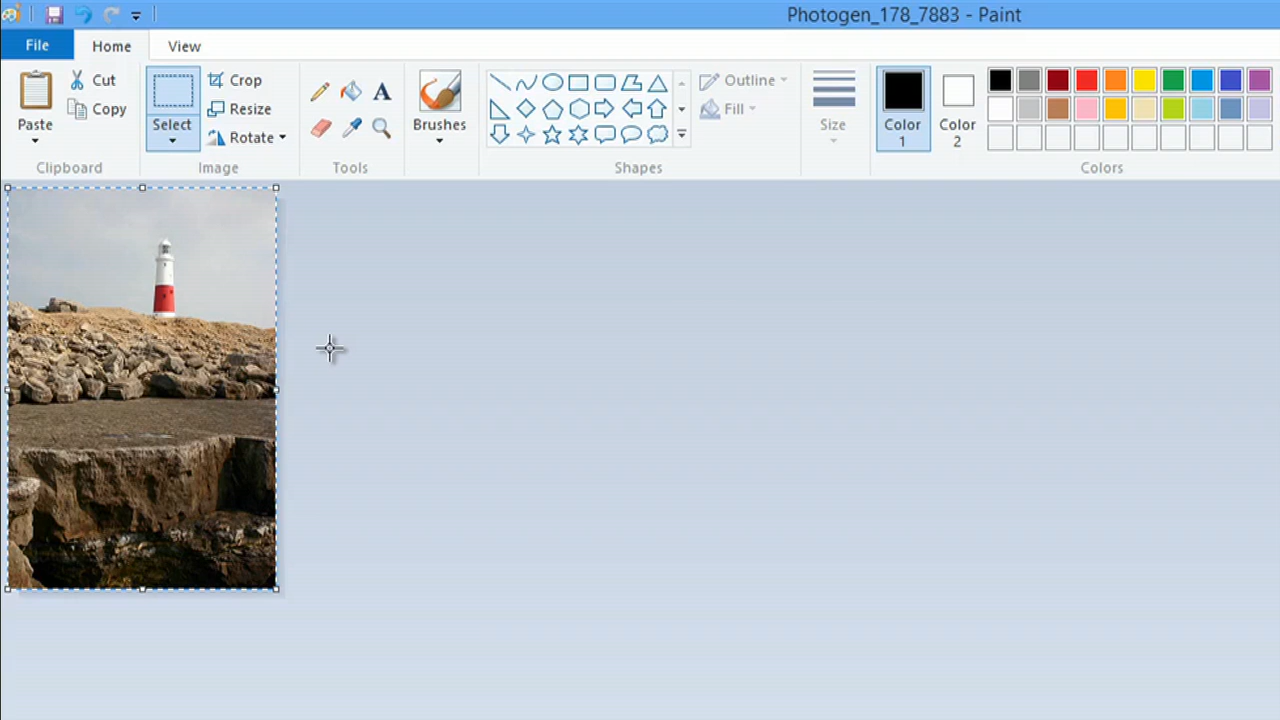 Photogen_178_7883 - Paint
File Home View
Paste
Cut
Copy
Select
Crop
Resize
Rotate
Brushes
Outline
Fill
Size
Color 1
Color 2
Clipboard Image Tools Shapes Colors